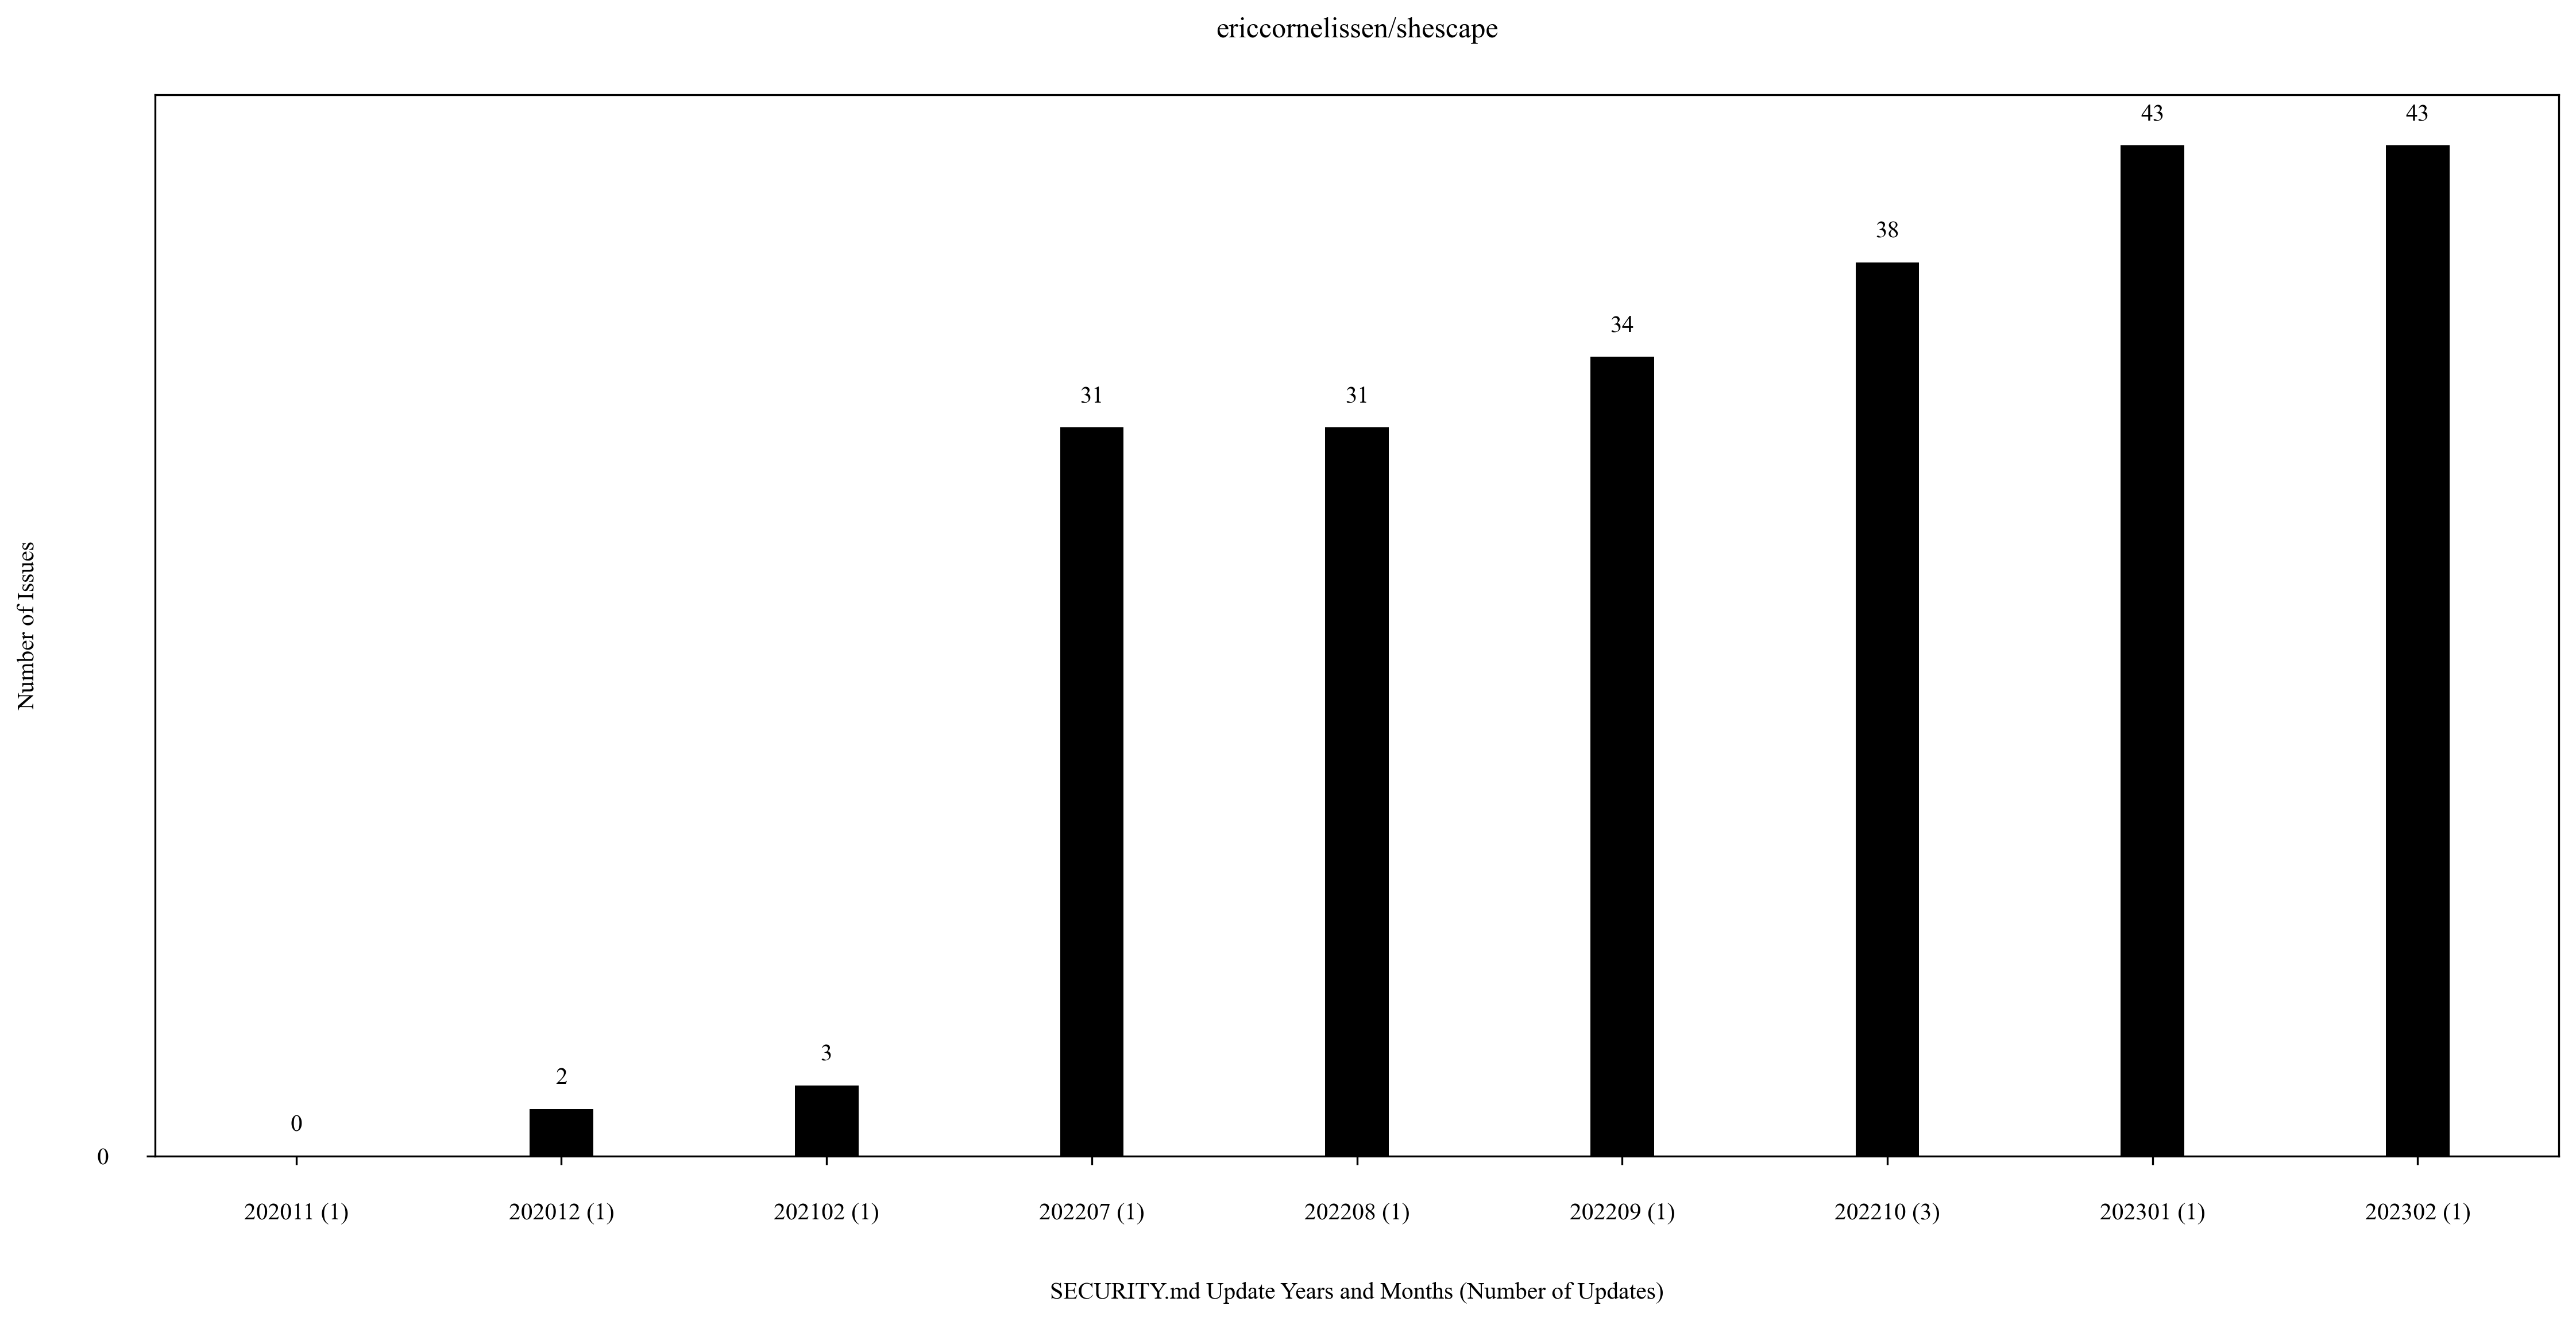 ericcornelissen/shescape
43 43
38
34
31 31
3
2
0
0
Number of Issues
202011 (1) 202012 (1) 202102 (1) 202207 (1) 202208 (1) 202209 (1) 202210 (3) 202301 (1) 202302 (1)
SECURITY.md Update Years and Months (Number of Updates)